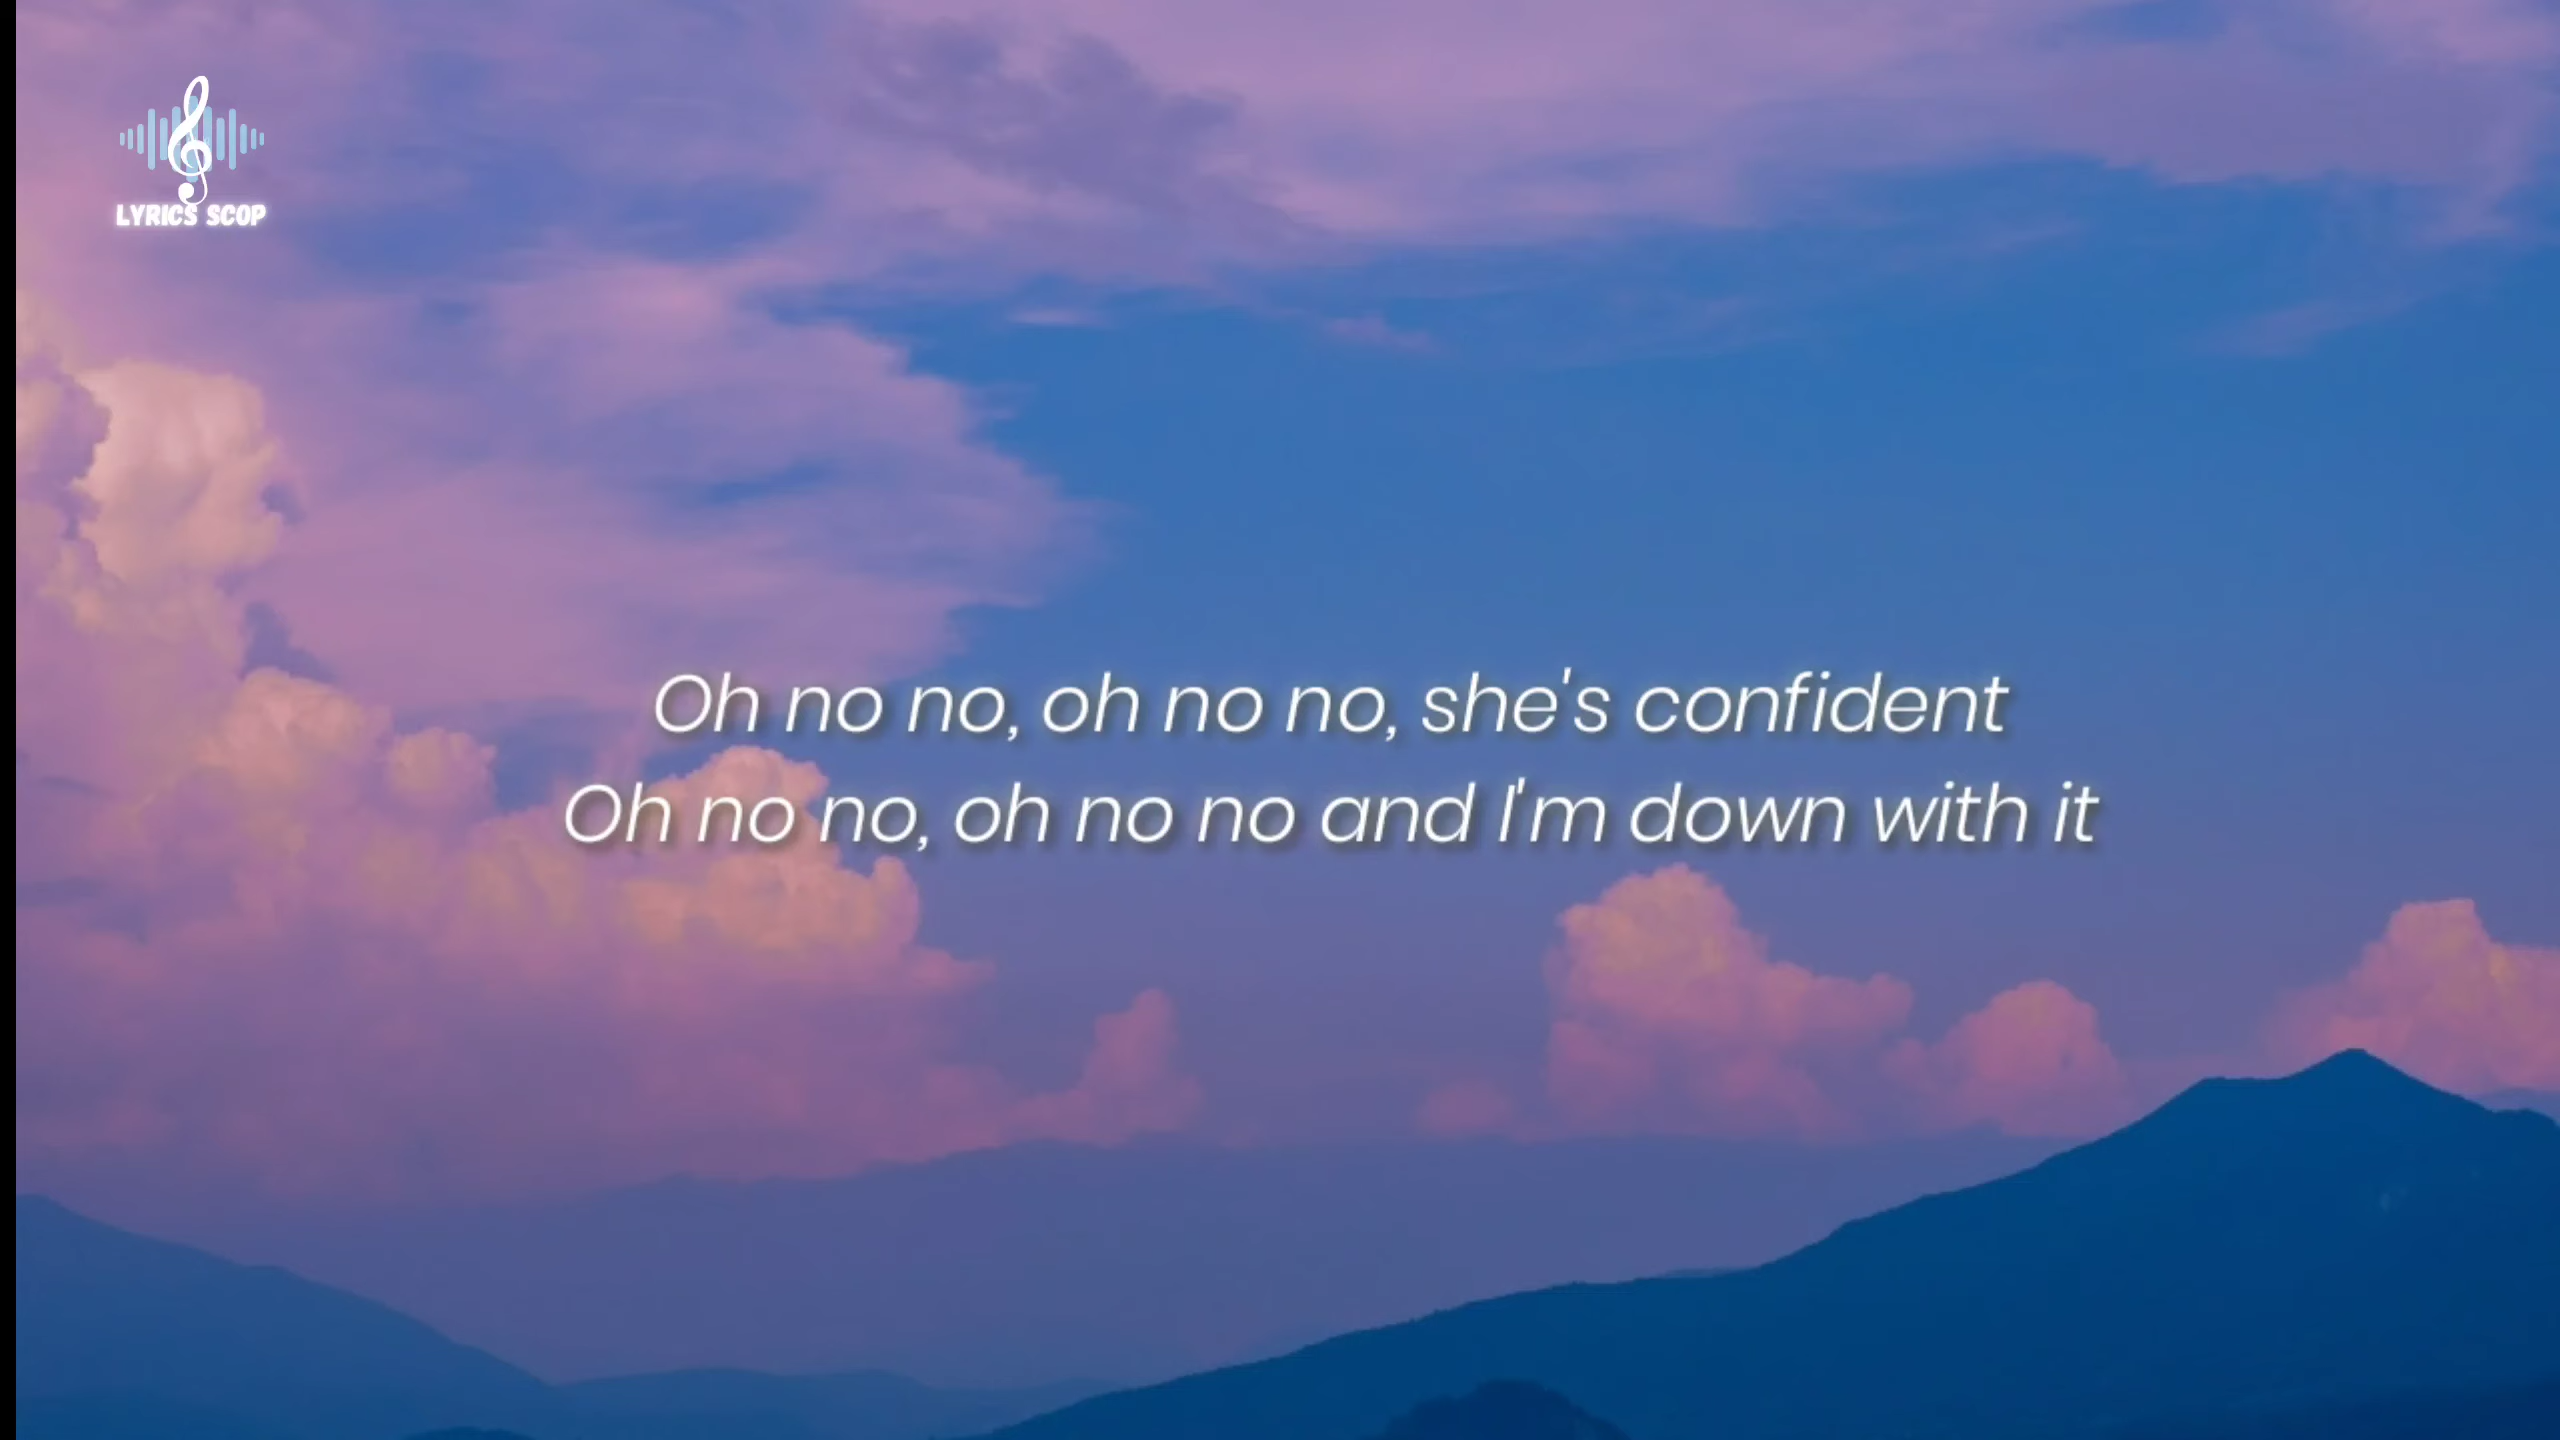 LYRICS SCOP
Oh no no, oh no no, she's confident
Oh no no, oh no no and I'm down with it